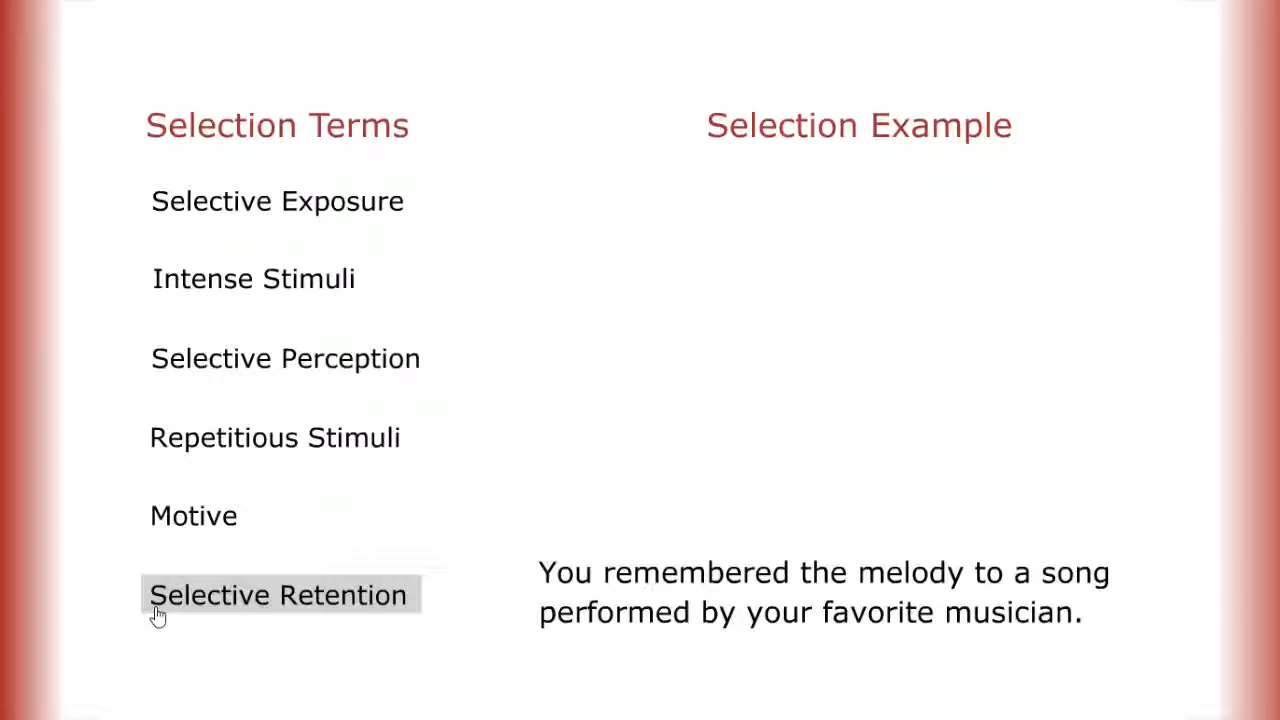 Selection Terms
Selection Example
Selective Exposure
Intense Stimuli
Selective Perception
Repetitious Stimuli
Motive
Selective Retention
You remembered the melody to a song
performed by your favorite musician.